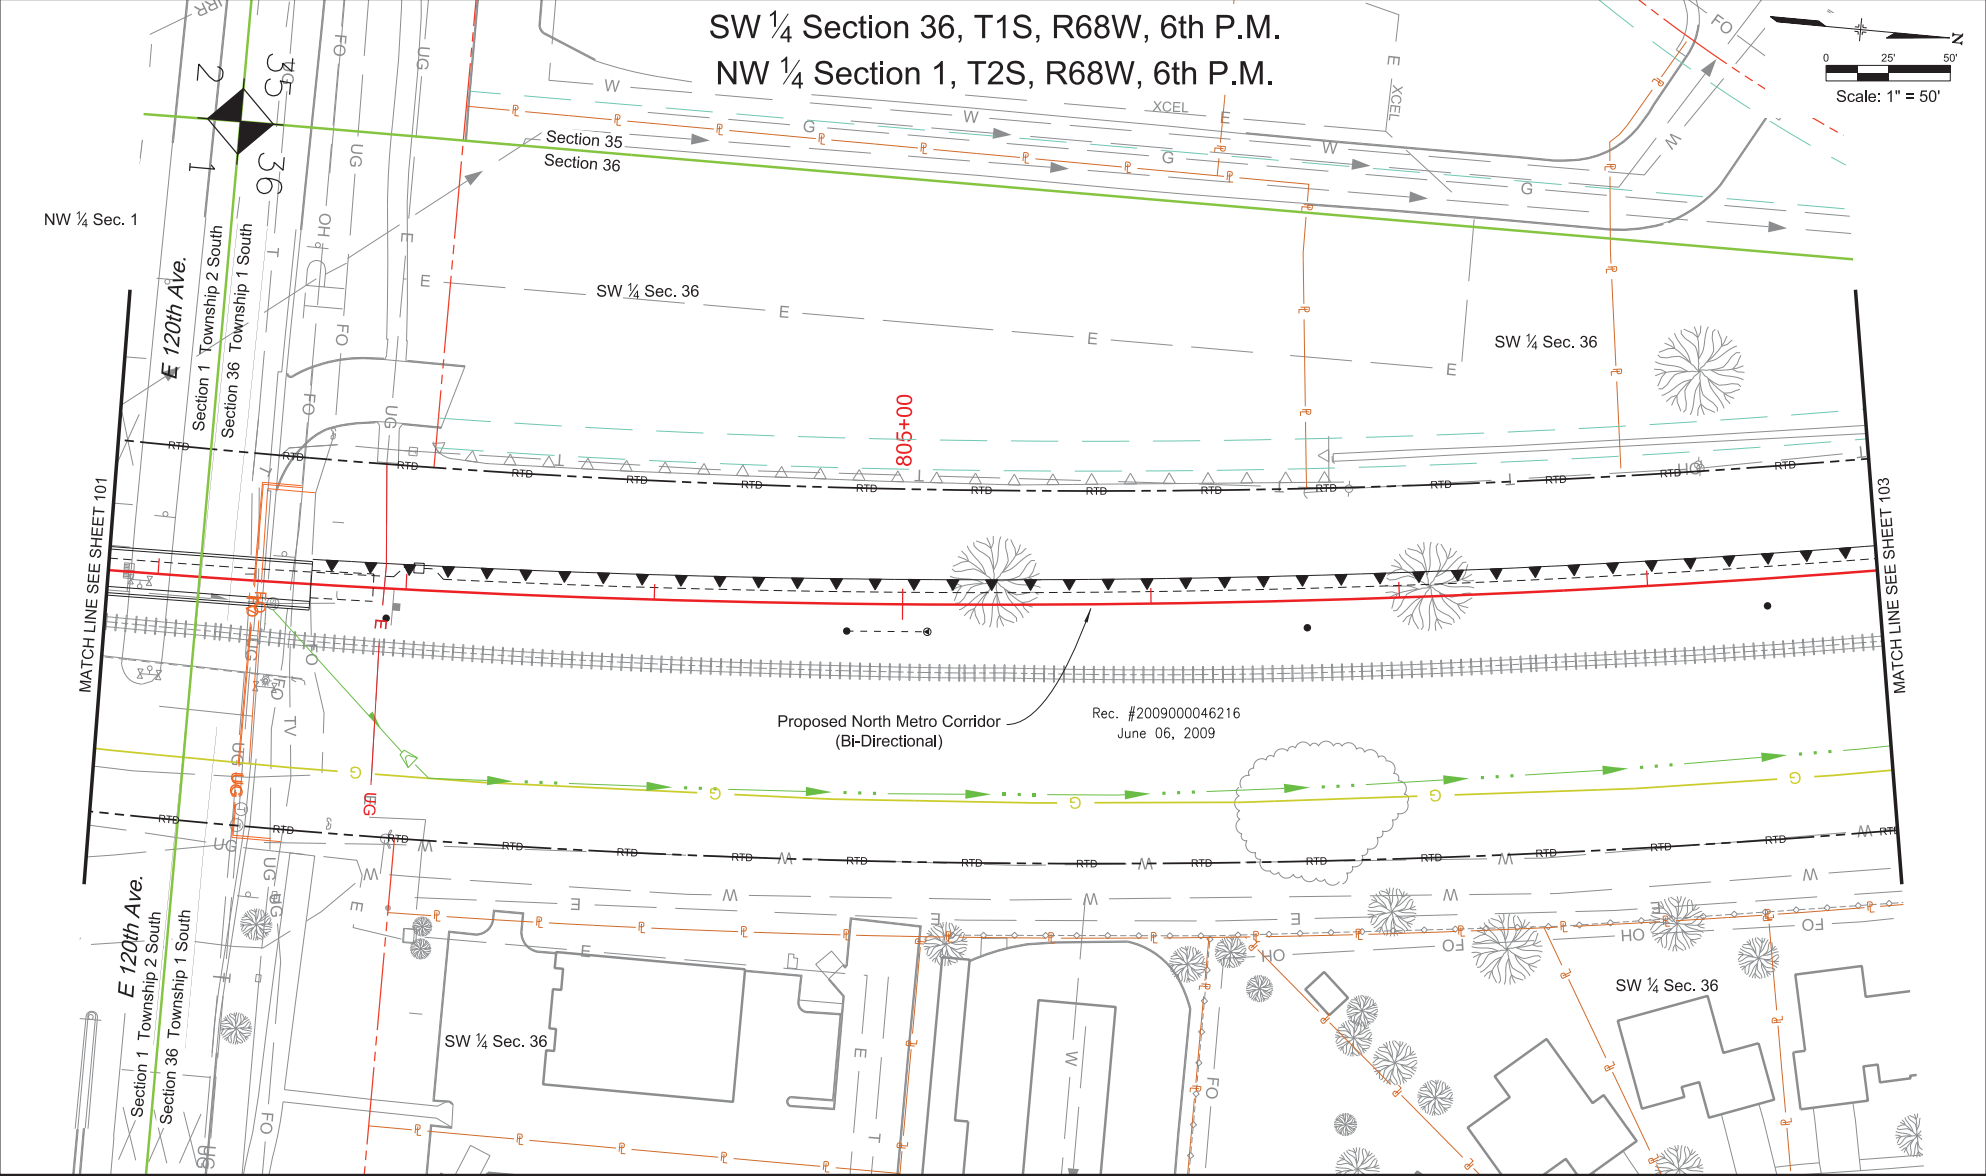 SW ¼ Section 36, T1S, R68W, 6th P.M.
NW ¼ Section 1, T2S, R68W, 6th P.M.
N
0 25' 50'
Scale: 1" = 50'
2
35
1
36
Section 35
Section 36
NW ¼ Sec. 1
E 120th Ave.
Section 1 Township 2 South
Section 36 Township 1 South
SW ¼ Sec. 36
SW ¼ Sec. 36
XCEL
XCEL
805+00
MATCH LINE SEE SHEET 101
MATCH LINE SEE SHEET 103
Proposed North Metro Corridor
(Bi-Directional)
Rec. #2009000046216
June 06, 2009
E 120th Ave.
Section 1 Township 2 South
Section 36 Township 1 South
SW ¼ Sec. 36
SW ¼ Sec. 36